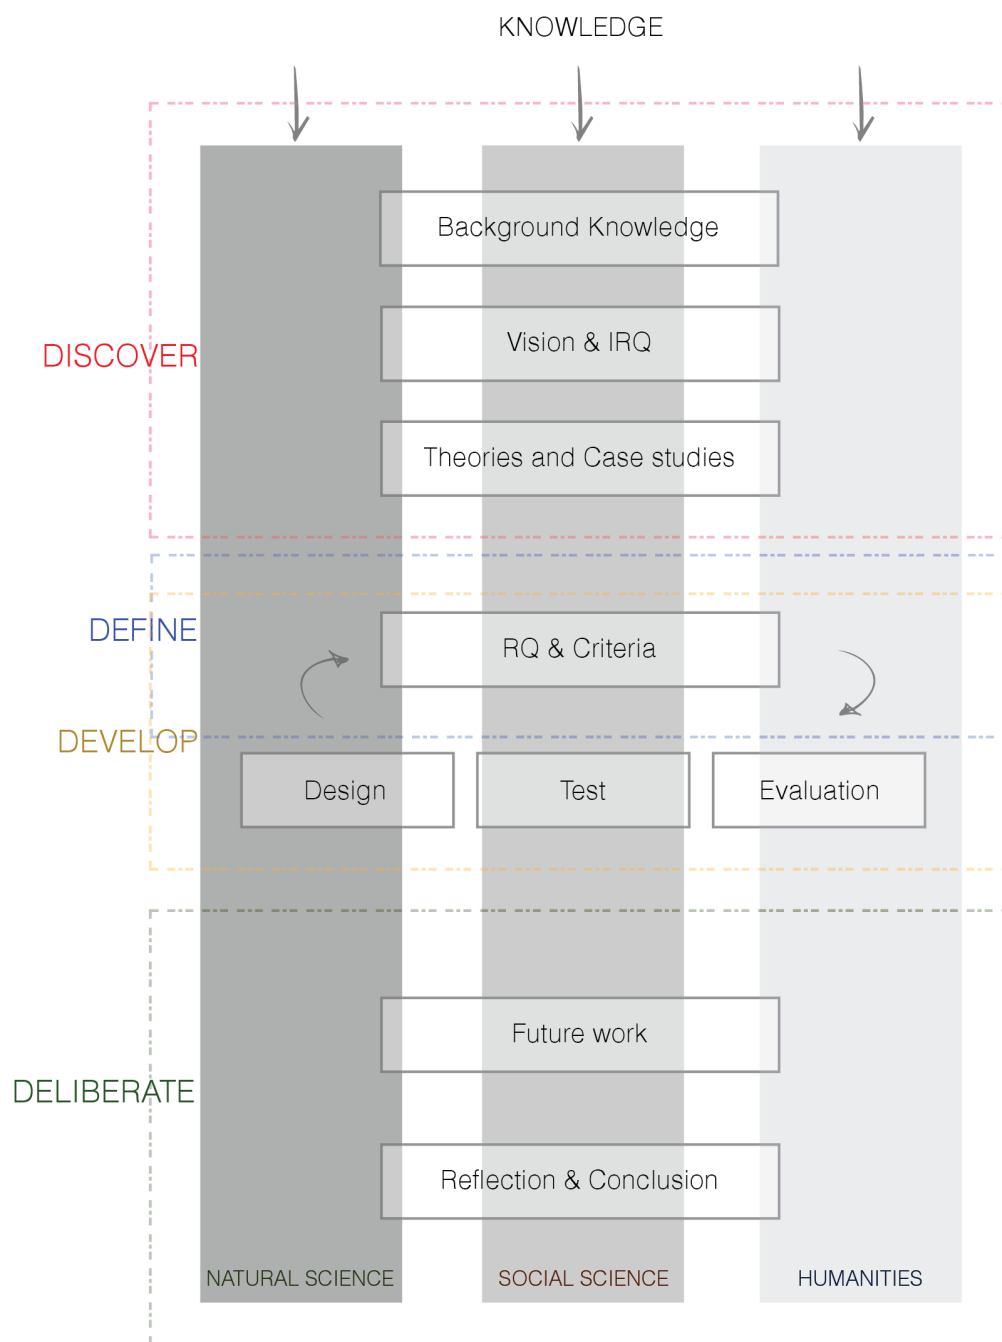 KNOWLEDGE
Background Knowledge
Vision & IRQ
DISCOVER
Theories and Case studies
DEFINE
RQ & Criteria
DEVELOP
Design
Test
Evaluation
Future work
DELIBERATE
Reflection & Conclusion
NATURAL SCIENCE
SOCIAL SCIENCE
HUMANITIES